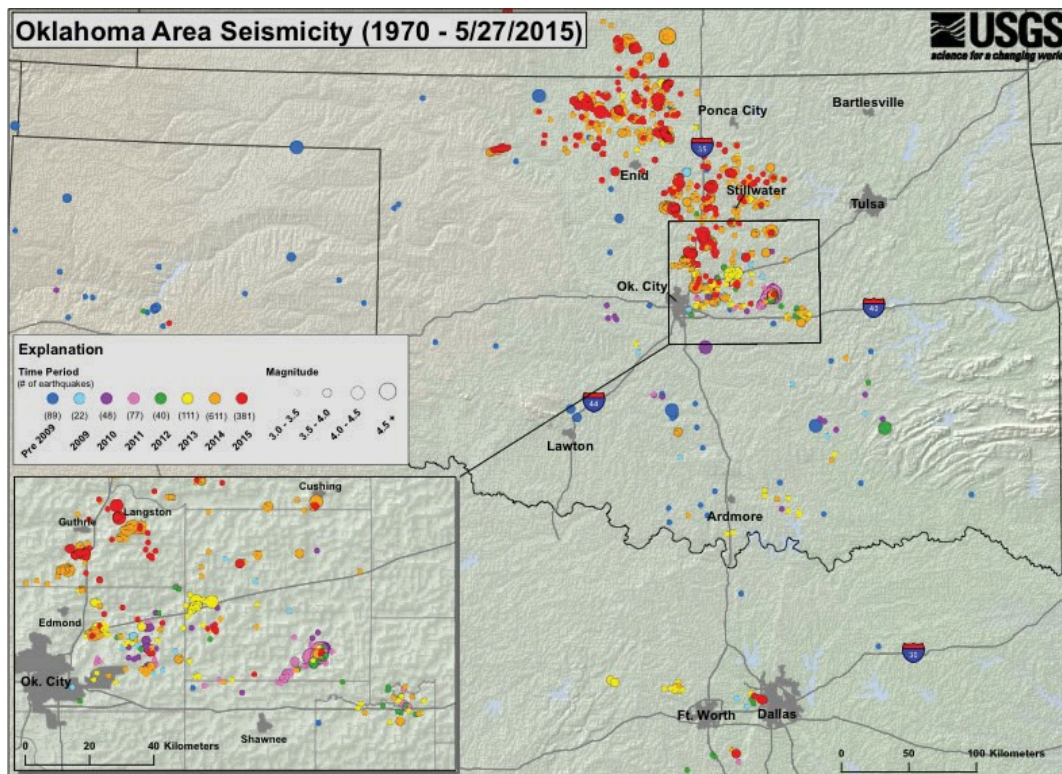 Oklahoma Area Seismicity (1970 - 5/27/2015)
USGS
science for a changing world
Ponca City
Bartlesville
35
Enid
Stillwater
Tulsa
Ok. City
40
Explanation
Time Period
(# of earthquakes)
Magnitude
(89) (22) (48) (77) (40) (111) (611) (381)
Pre 2009 2009 2010 2011 2012 2013 2014 2015
3.0 - 3.5 3.5 - 4.0 4.0 - 4.5 4.5 +
44
Lawton
Ardmore
Cushing
Guthrie
Langston
Edmond
Ok. City
Shawnee
0 20 40 Kilometers
Ft. Worth
Dallas
0 50 100 Kilometers